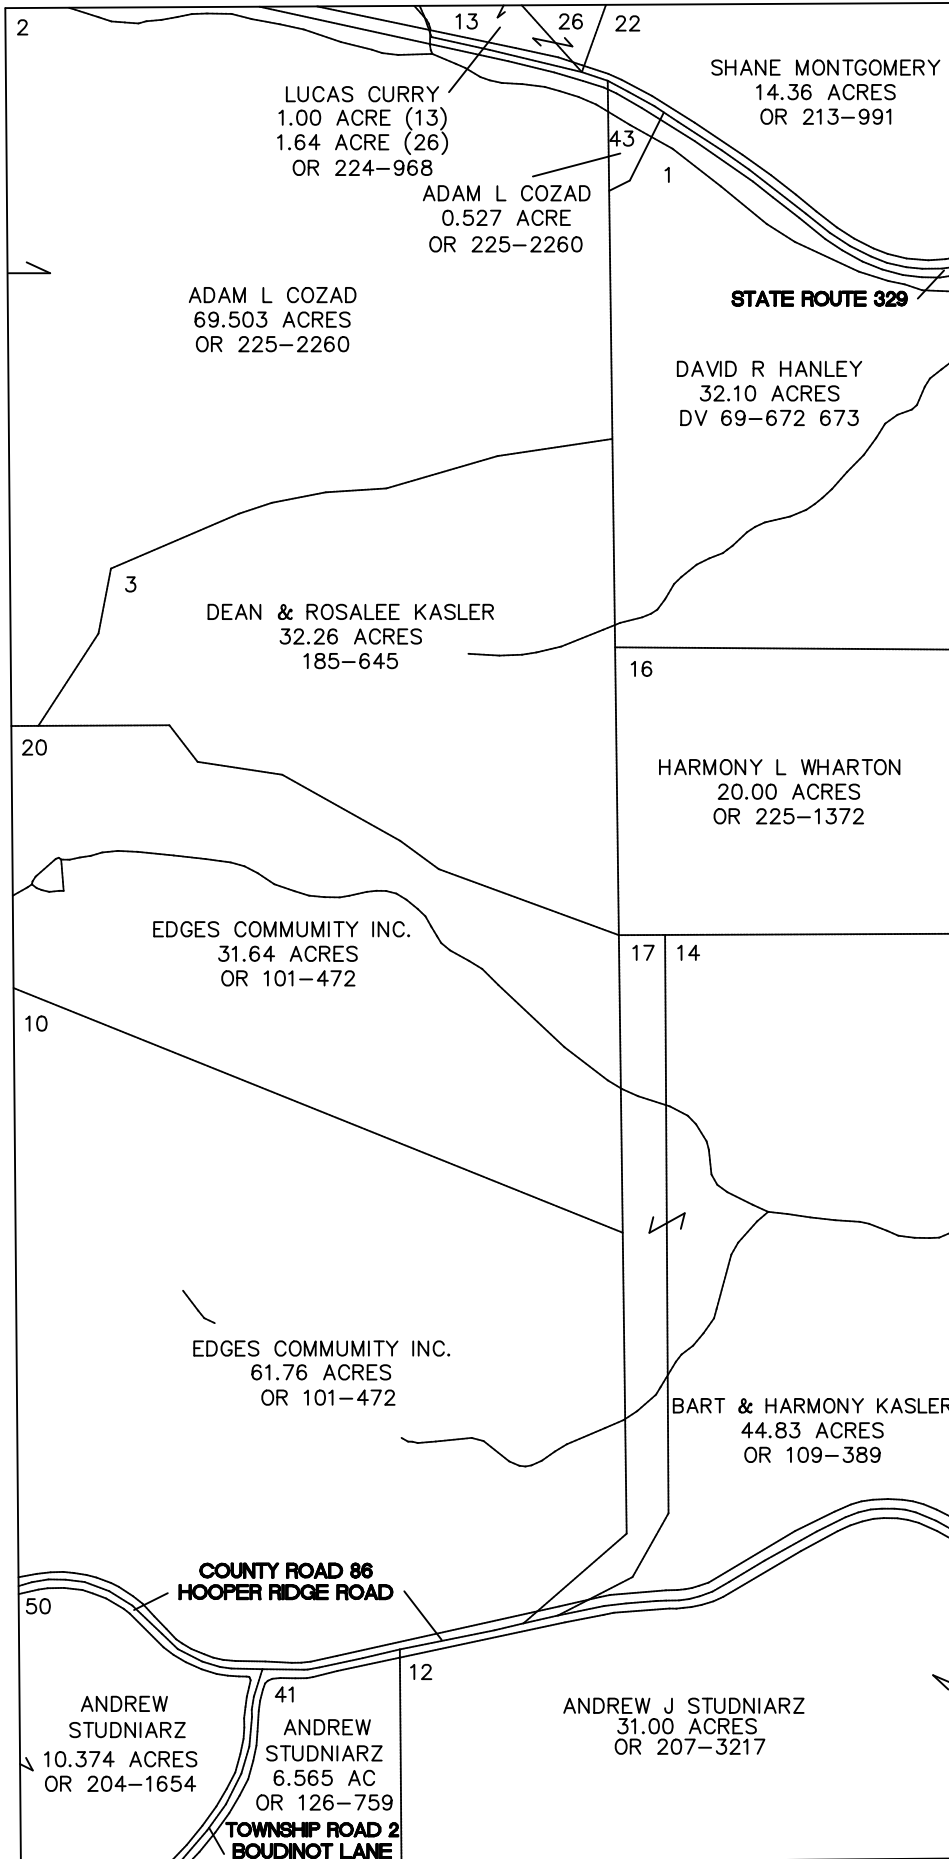 2
13
26
22
SHANE MONTGOMERY
14.36 ACRES
OR 213-991
LUCAS CURRY
1.00 ACRE (13)
1.64 ACRE (26)
OR 224-968
43
1
ADAM L COZAD
0.527 ACRE
OR 225-2260
ADAM L COZAD
69.503 ACRES
OR 225-2260
STATE ROUTE 329
DAVID R HANLEY
32.10 ACRES
DV 69-672 673
3
DEAN & ROSALEE KASLER
32.26 ACRES
185-645
16
20
HARMONY L WHARTON
20.00 ACRES
OR 225-1372
EDGES COMMUMITY INC.
31.64 ACRES
OR 101-472
17
14
10
EDGES COMMUMITY INC.
61.76 ACRES
OR 101-472
BART & HARMONY KASLER
44.83 ACRES
OR 109-389
COUNTY ROAD 86
HOOPER RIDGE ROAD
50
12
41
ANDREW
STUDNIARZ
10.374 ACRES
OR 204-1654
ANDREW
STUDNIARZ
6.565 AC
OR 126-759
ANDREW J STUDNIARZ
31.00 ACRES
OR 207-3217
TOWNSHIP ROAD 2
BOUDINOT LANE